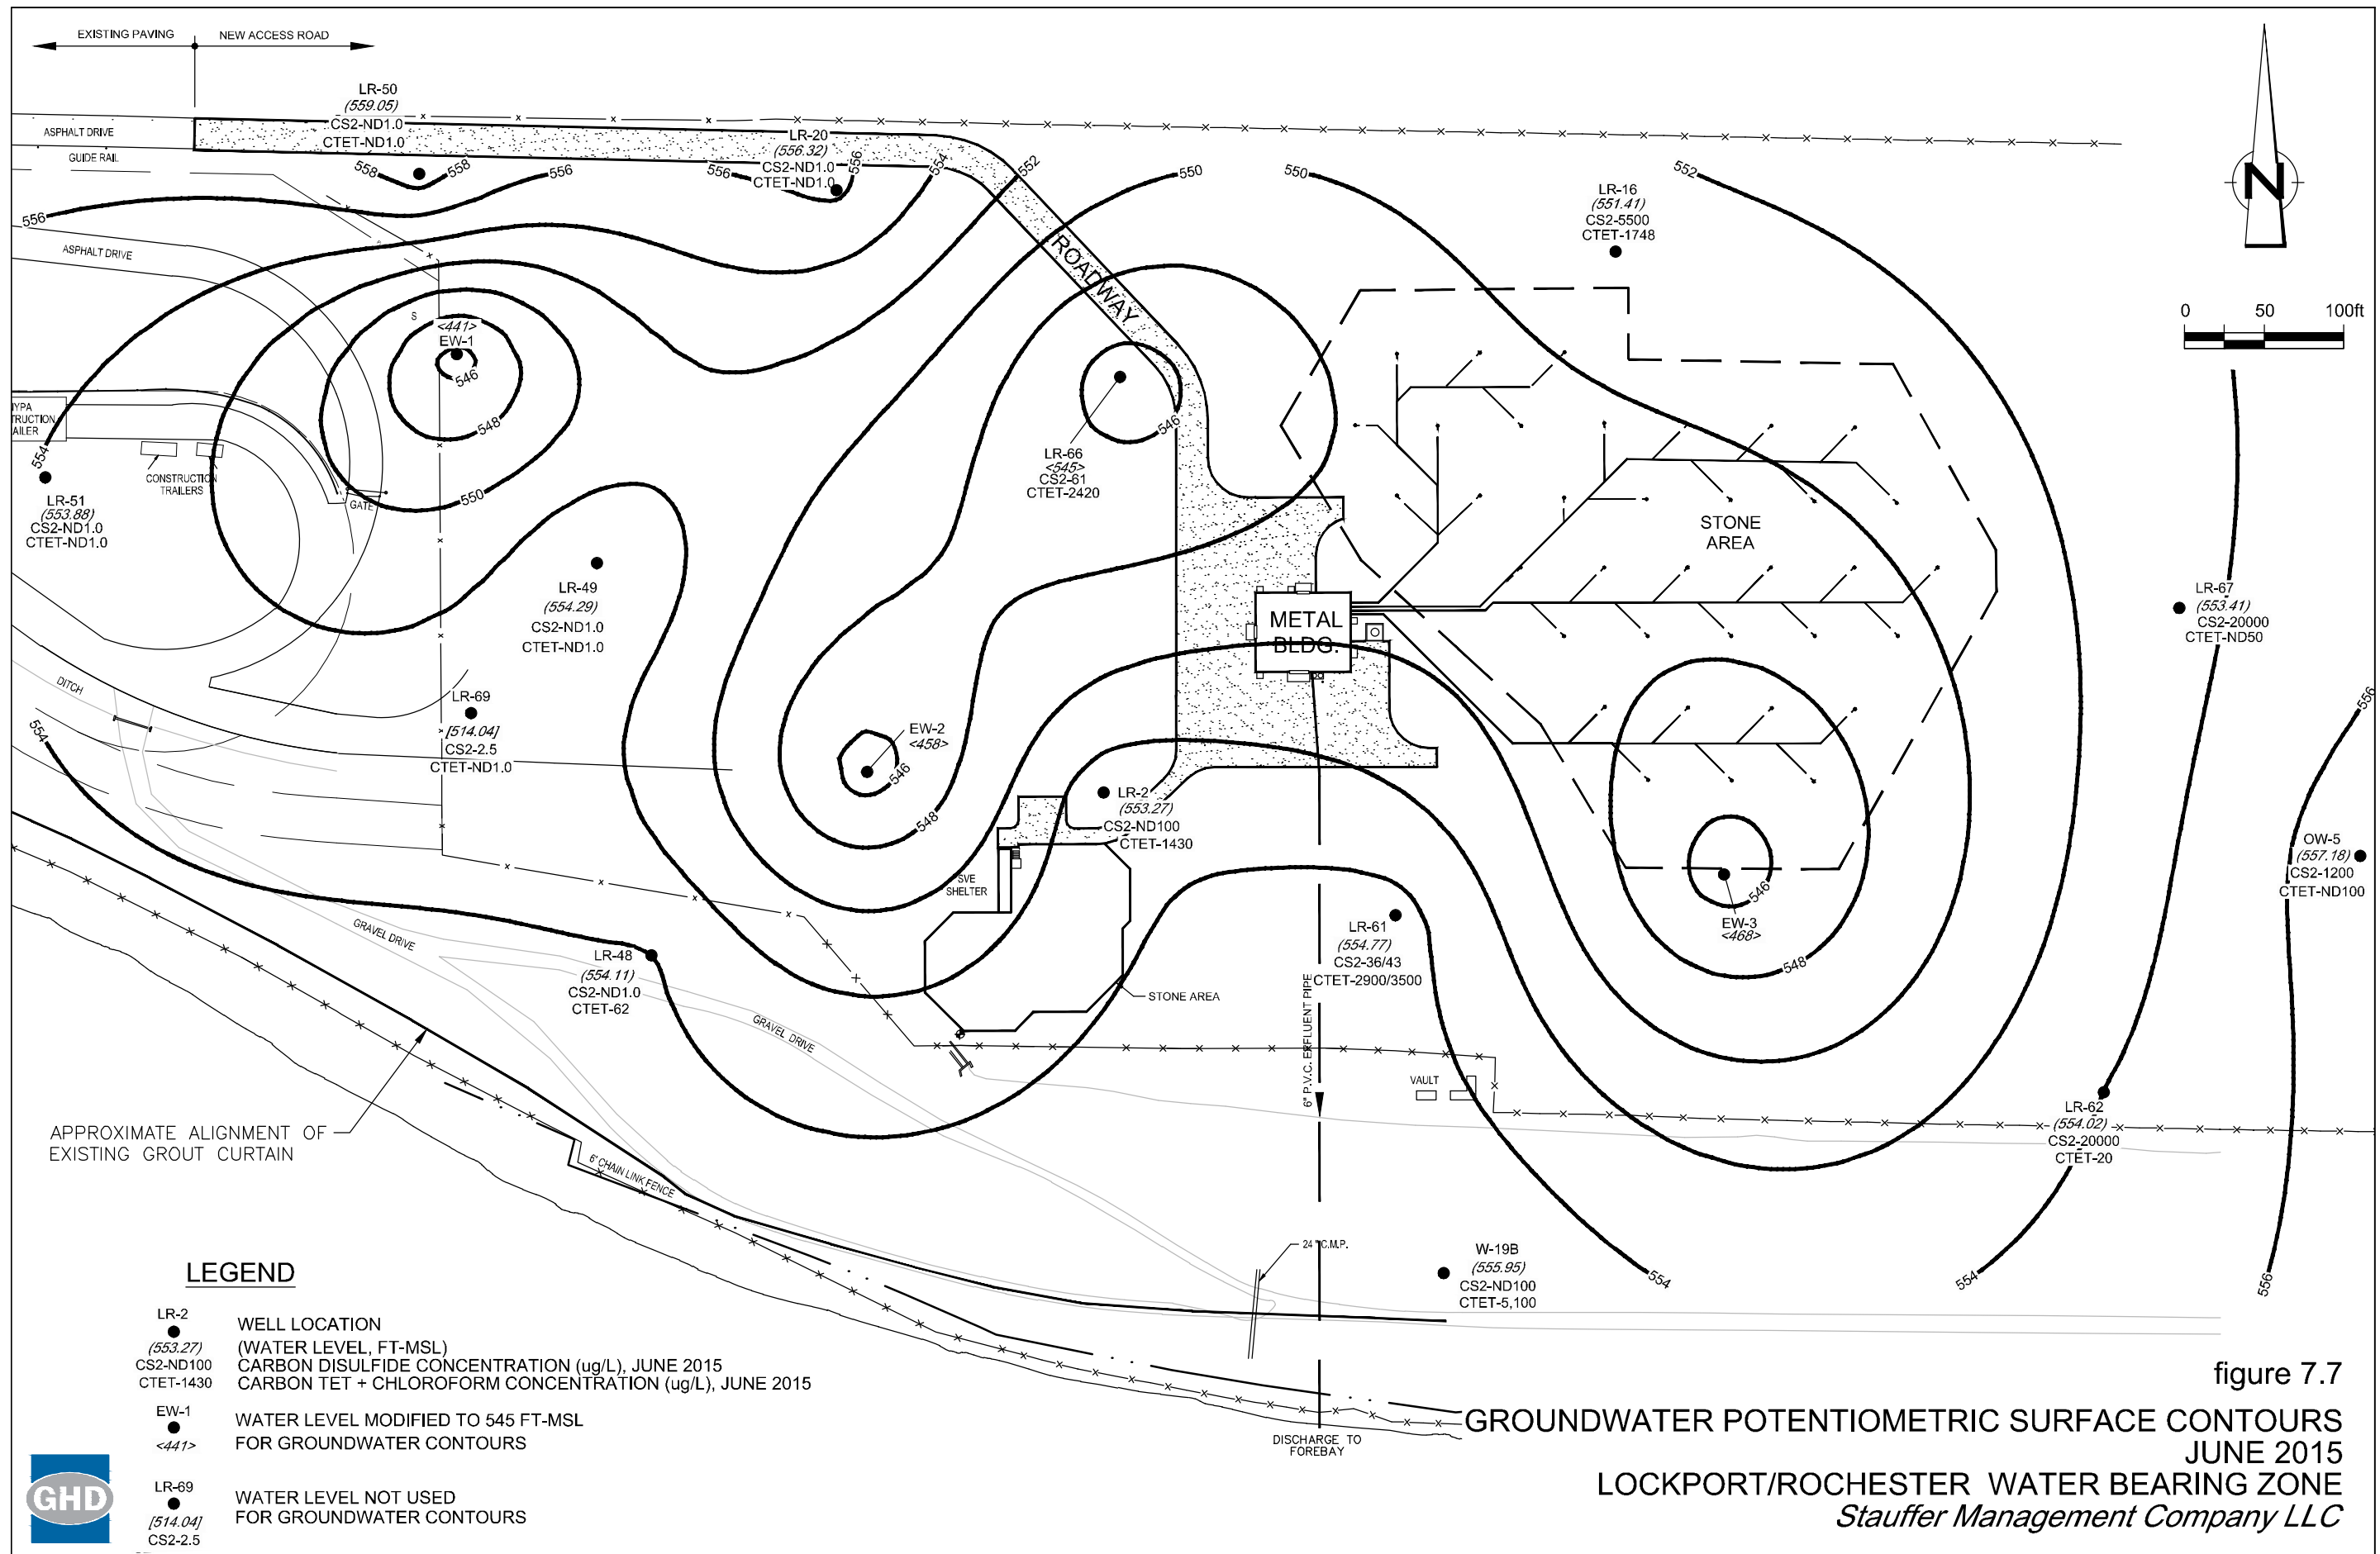 EXISTING PAVING
NEW ACCESS ROAD
LR-50
(559.05)
CS2-ND1.0
CTET-ND1.0
ASPHALT DRIVE
GUIDE RAIL
LR-20
(556.32)
CS2-ND1.0
CTET-ND1.0
558
558
556
556
556
554
552
550
550
552
556
ASPHALT DRIVE
LR-16
(551.41)
CS2-5500
CTET-1748
N
0 50 100ft
ROADWAY
S
<441>
EW-1
546
548
550
554
CONSTRUCTION
TRAILERS
GATE
LR-51
(553.88)
CS2-ND1.0
CTET-ND1.0
546
LR-66
<545>
CS2-61
CTET-2420
STONE
AREA
LR-49
(554.29)
CS2-ND1.0
CTET-ND1.0
METAL
BLDG.
LR-67
(553.41)
CS2-20000
CTET-ND50
DITCH
554
LR-69
[514.04]
CS2-2.5
CTET-ND1.0
EW-2
<458>
546
548
LR-2
(553.27)
CS2-ND100
CTET-1430
556
OW-5
(557.18)
CS2-1200
CTET-ND100
SVE
SHELTER
546
EW-3
<468>
548
LR-61
(554.77)
CS2-36/43
CTET-2900/3500
GRAVEL DRIVE
LR-48
(554.11)
CS2-ND1.0
CTET-62
STONE AREA
GRAVEL DRIVE
6" P.V.C. EFFLUENT PIPE
VAULT
LR-62
(554.02)
CS2-20000
CTET-20
APPROXIMATE ALIGNMENT OF
EXISTING GROUT CURTAIN
6' CHAIN LINK FENCE
24" C.M.P.
W-19B
(555.95)
CS2-ND100
CTET-5,100
554
554
556
DISCHARGE TO
FOREBAY
LEGEND
LR-2
(553.27)
CS2-ND100
CTET-1430
WELL LOCATION
(WATER LEVEL, FT-MSL)
CARBON DISULFIDE CONCENTRATION (ug/L), JUNE 2015
CARBON TET + CHLOROFORM CONCENTRATION (ug/L), JUNE 2015
EW-1
<441>
WATER LEVEL MODIFIED TO 545 FT-MSL
FOR GROUNDWATER CONTOURS
LR-69
[514.04]
CS2-2.5
WATER LEVEL NOT USED
FOR GROUNDWATER CONTOURS
GHD
figure 7.7
GROUNDWATER POTENTIOMETRIC SURFACE CONTOURS
JUNE 2015
LOCKPORT/ROCHESTER WATER BEARING ZONE
Stauffer Management Company LLC